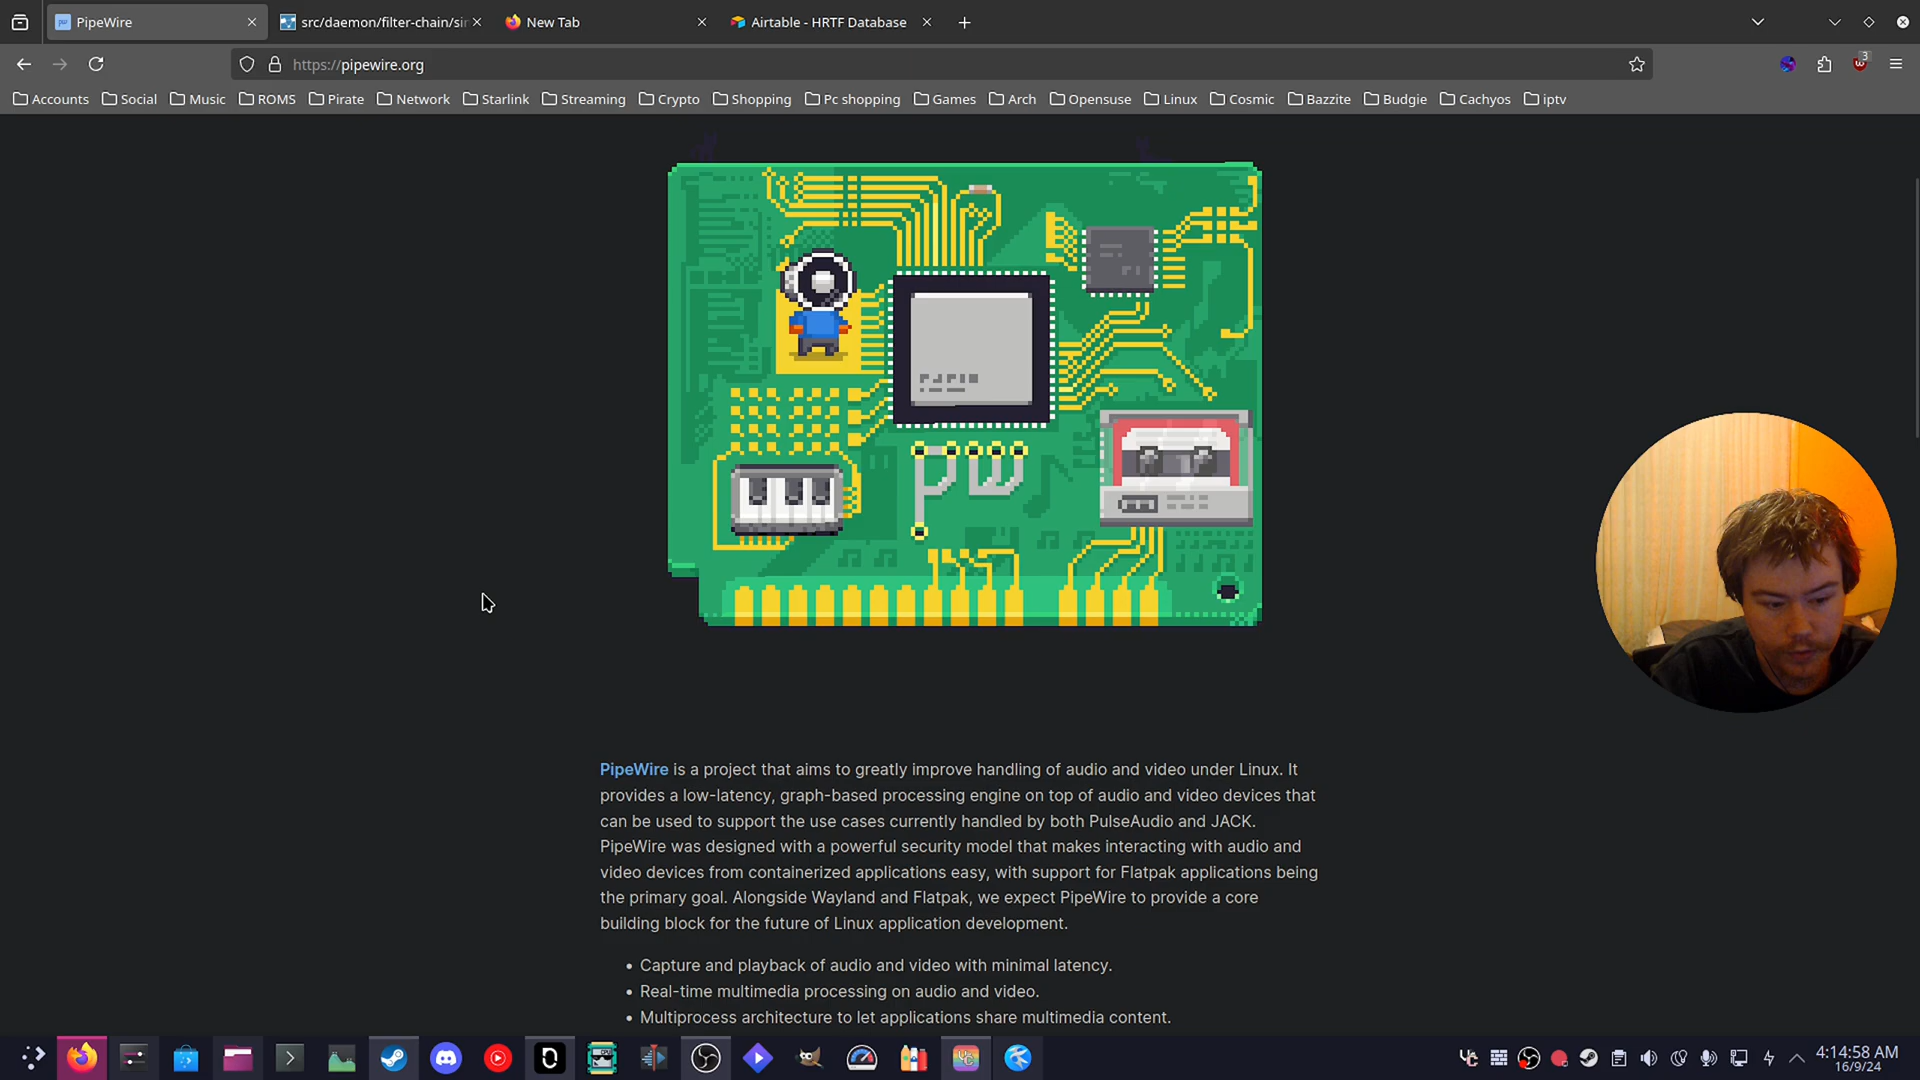 PipeWire
src/daemon/filter-chain/sir
New Tab
Airtable - HRTF Database
https://pipewire.org
3
Accounts
Social
Music
ROMS
Pirate
Network
Starlink
Streaming
Crypto
Shopping
Pc shopping
Games
Arch
Opensuse
Linux
Cosmic
Bazzite
Budgie
Cachyos
iptv
pw
PipeWire is a project that aims to greatly improve handling of audio and video under Linux. It
provides a low-latency, graph-based processing engine on top of audio and video devices that
can be used to support the use cases currently handled by both PulseAudio and JACK.
PipeWire was designed with a powerful security model that makes interacting with audio and
video devices from containerized applications easy, with support for Flatpak applications being
the primary goal. Alongside Wayland and Flatpak, we expect PipeWire to provide a core
building block for the future of Linux application development.
• Capture and playback of audio and video with minimal latency.
• Real-time multimedia processing on audio and video.
• Multiprocess architecture to let applications share multimedia content.
4:14:58 AM
16/9/24